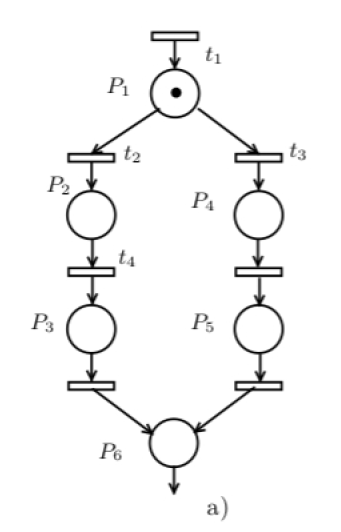 t₁
P₁
t₂
t₃
P₂
P₄
t₄
P₃
P₅
P₆
a)